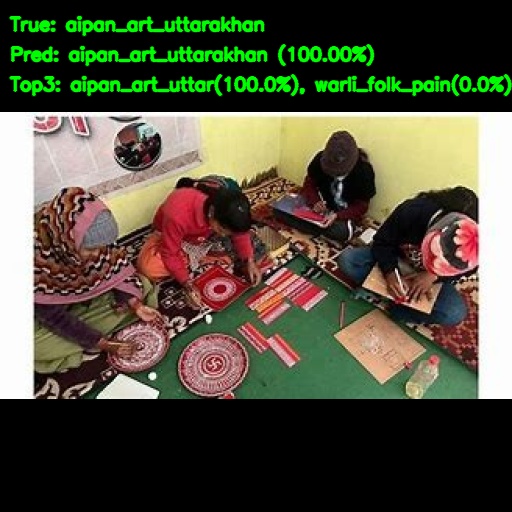 True: aipan_art_uttarakhan
Pred: aipan_art_uttarakhan (100.00%)
Top3: aipan_art_uttar(100.0%), warli_folk_pain(0.0%)